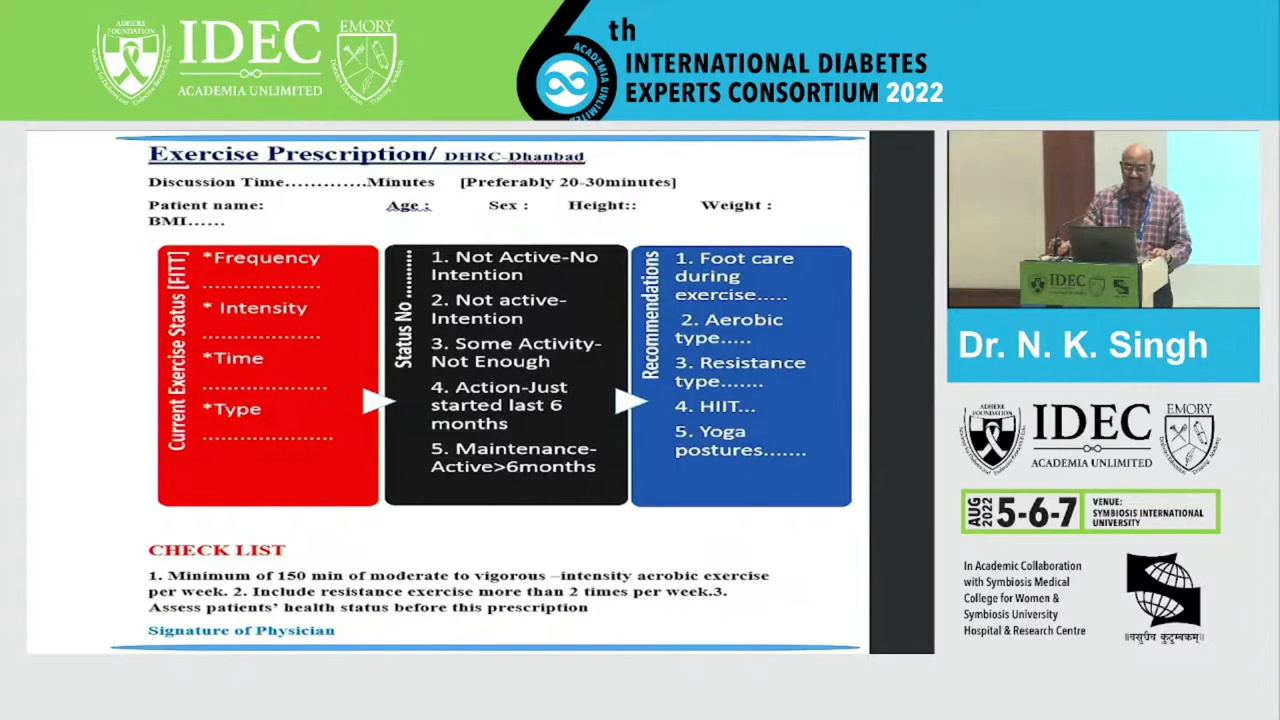 ADHERE
FOUNDATION
IDEC
ACADEMIA UNLIMITED
EMORY
6th
ACADEMIA UNLIMITED
INTERNATIONAL DIABETES
EXPERTS CONSORTIUM 2022
Exercise Prescription/ DHRC-Dhanbad
Discussion Time.............Minutes [Preferably 20-30minutes]
Patient name: Age : Sex : Height:: Weight :
BMI......
Current Exercise Status [FITT]
*Frequency
......................
* Intensity
......................
*Time
.......................
*Type
........................
Status No ...........
1. Not Active-No
Intention
2. Not active-
Intention
3. Some Activity-
Not Enough
4. Action-Just
started last 6
months
5. Maintenance-
Active>6months
Recommendations
1. Foot care
during
exercise.....
2. Aerobic
type.....
3. Resistance
type.......
4. HIIT...
5. Yoga
postures.......
CHECK LIST
1. Minimum of 150 min of moderate to vigorous –intensity aerobic exercise
per week. 2. Include resistance exercise more than 2 times per week.3.
Assess patients’ health status before this prescription
Signature of Physician
IDEC
Dr. N. K. Singh
ADHERE
FOUNDATION
IDEC
ACADEMIA UNLIMITED
EMORY
AUG 2022
5-6-7
VENUE:
SYMBIOSIS INTERNATIONAL
UNIVERSITY
In Academic Collaboration
with Symbiosis Medical
College for Women &
Symbiosis University
Hospital & Research Centre
॥वसुधैव कुटुम्बकम्॥